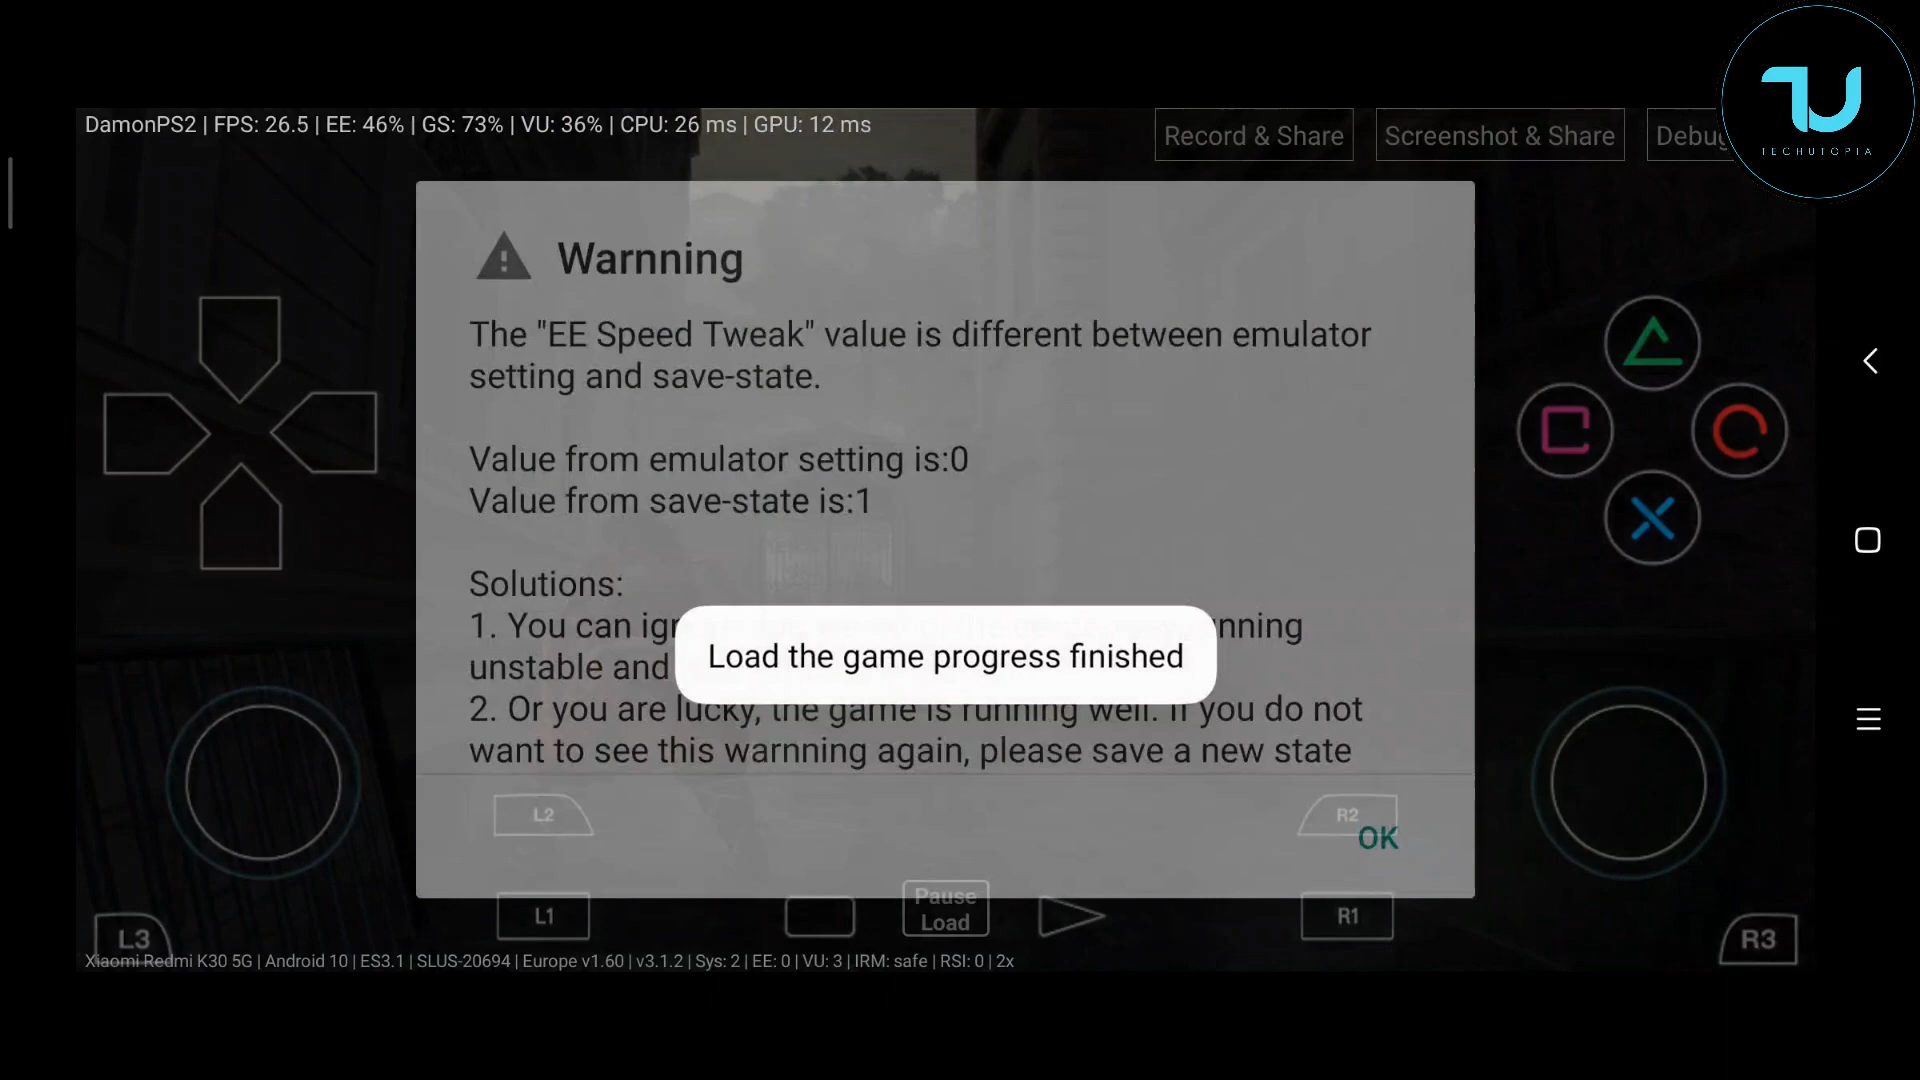 DamonPS2 | FPS: 26.5 | EE: 46% | GS: 73% | VU: 36% | CPU: 26 ms | GPU: 12 ms
Record & Share
Screenshot & Share
Debug
TECHUTOPIA
Warnning
The "EE Speed Tweak" value is different between emulator
setting and save-state.
Value from emulator setting is:0
Value from save-state is:1
Solutions:
1. You can
unstable and
Load the game progress finished
2. Or you are lucky, the game is running well. If you do not
want to see this warnning again, please save a new state
L2
R2
OK
L1
Pause
Load
R1
L3
R3
Xiaomi Redmi K30 5G | Android 10 | ES3.1 | SLUS-20694 | Europe v1.60 | v3.1.2 | Sys: 2 | EE: 0 | VU: 3 | IRM: safe | RSI: 0 | 2x